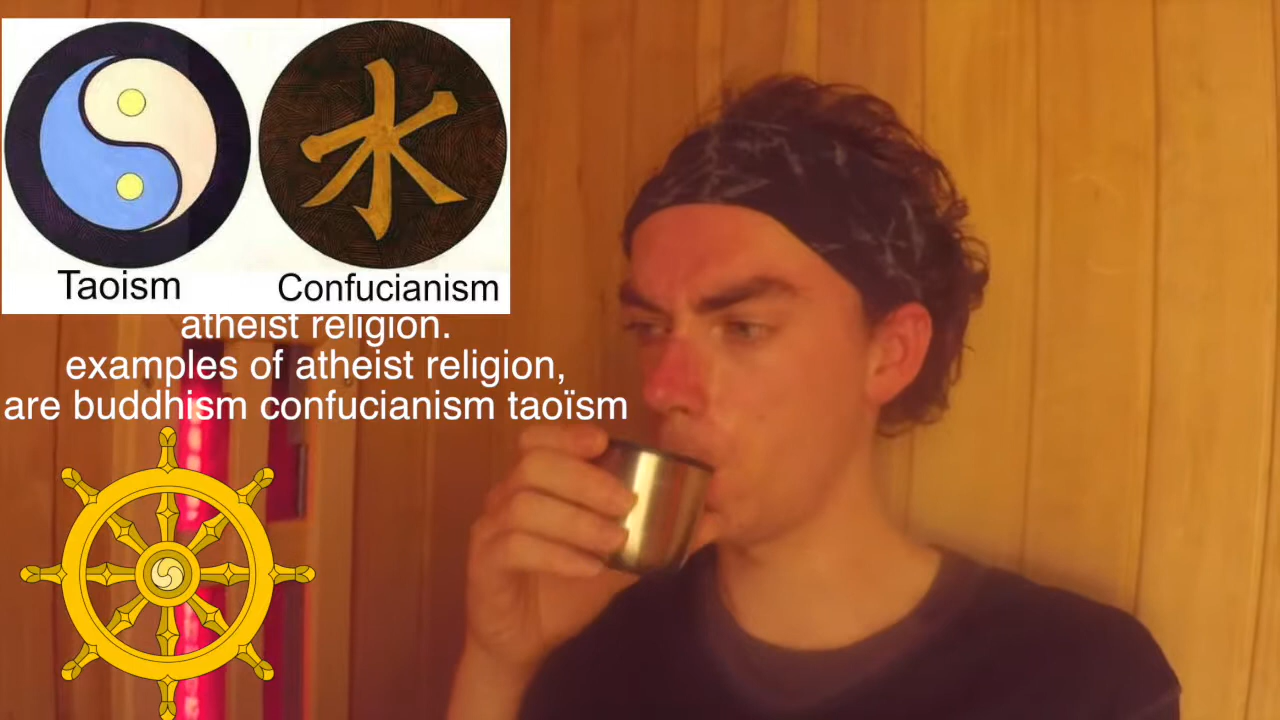 水
Taoism Confucianism
atheist religion.
examples of atheist religion,
are buddhism confucianism taoïsm